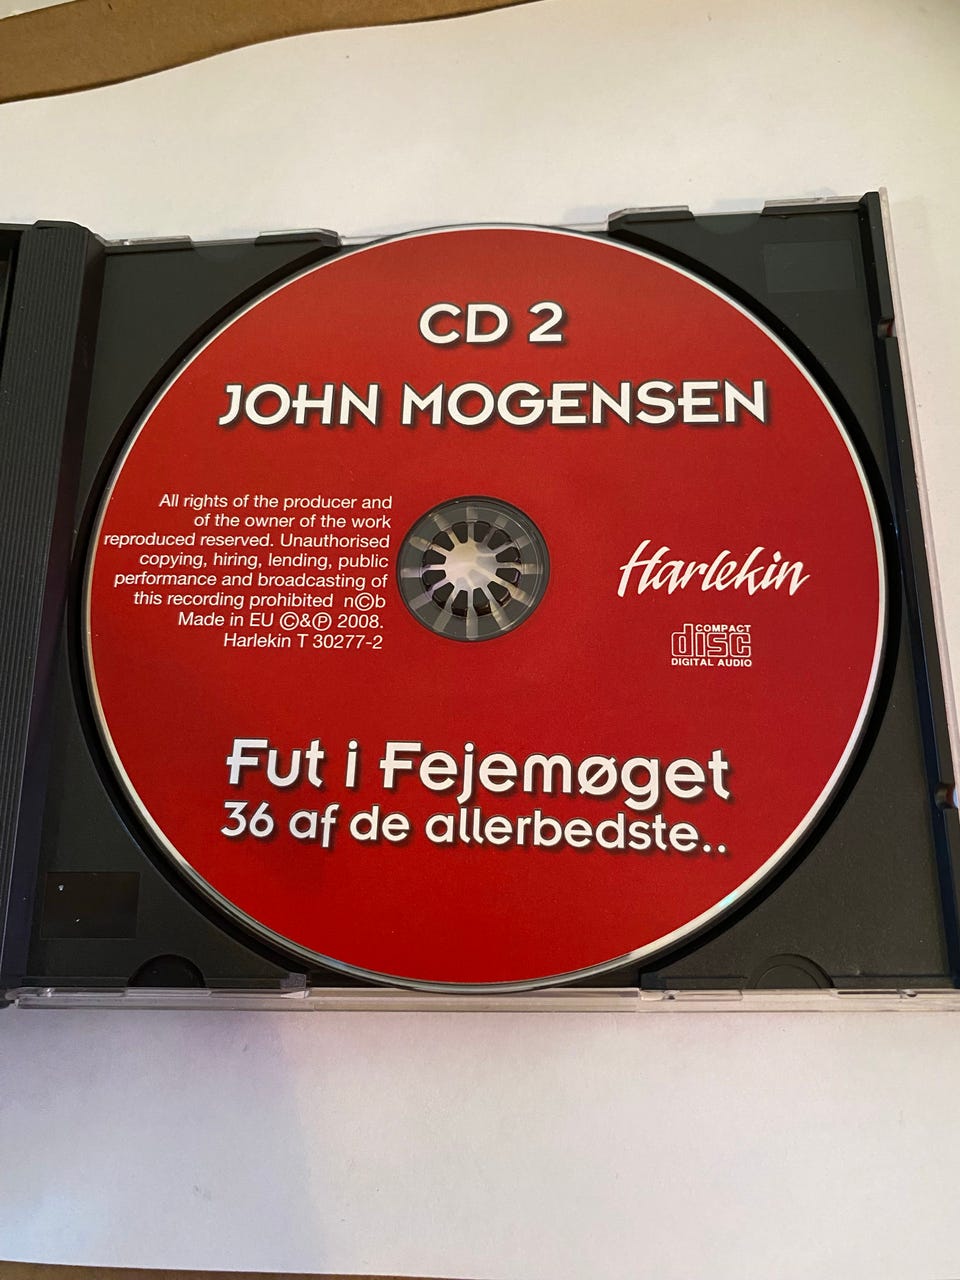 CD 2
JOHN MOGENSEN
All rights of the producer and
of the owner of the work
reproduced reserved. Unauthorised
copying, hiring, lending, public
performance and broadcasting of
this recording prohibited n©b
Made in EU ©&℗ 2008.
Harlekin T 30277-2
Harlekin
COMPACT
disc
DIGITAL AUDIO
Fut i Fejemøget
36 af de allerbedste..